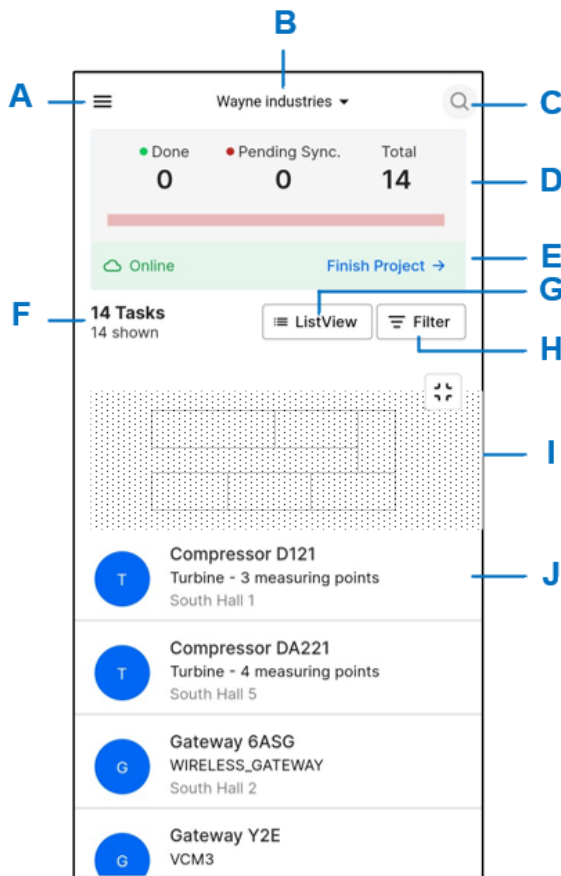 B
A
Wayne industries
C
Done Pending Sync. Total
0 0 14
D
Online Finish Project →
E
G
F
14 Tasks
14 shown
ListView Filter
H
I
Compressor D121
T
Turbine - 3 measuring points
South Hall 1
J
Compressor DA221
T
Turbine - 4 measuring points
South Hall 5
Gateway 6ASG
G
WIRELESS_GATEWAY
South Hall 2
Gateway Y2E
G
VCM3